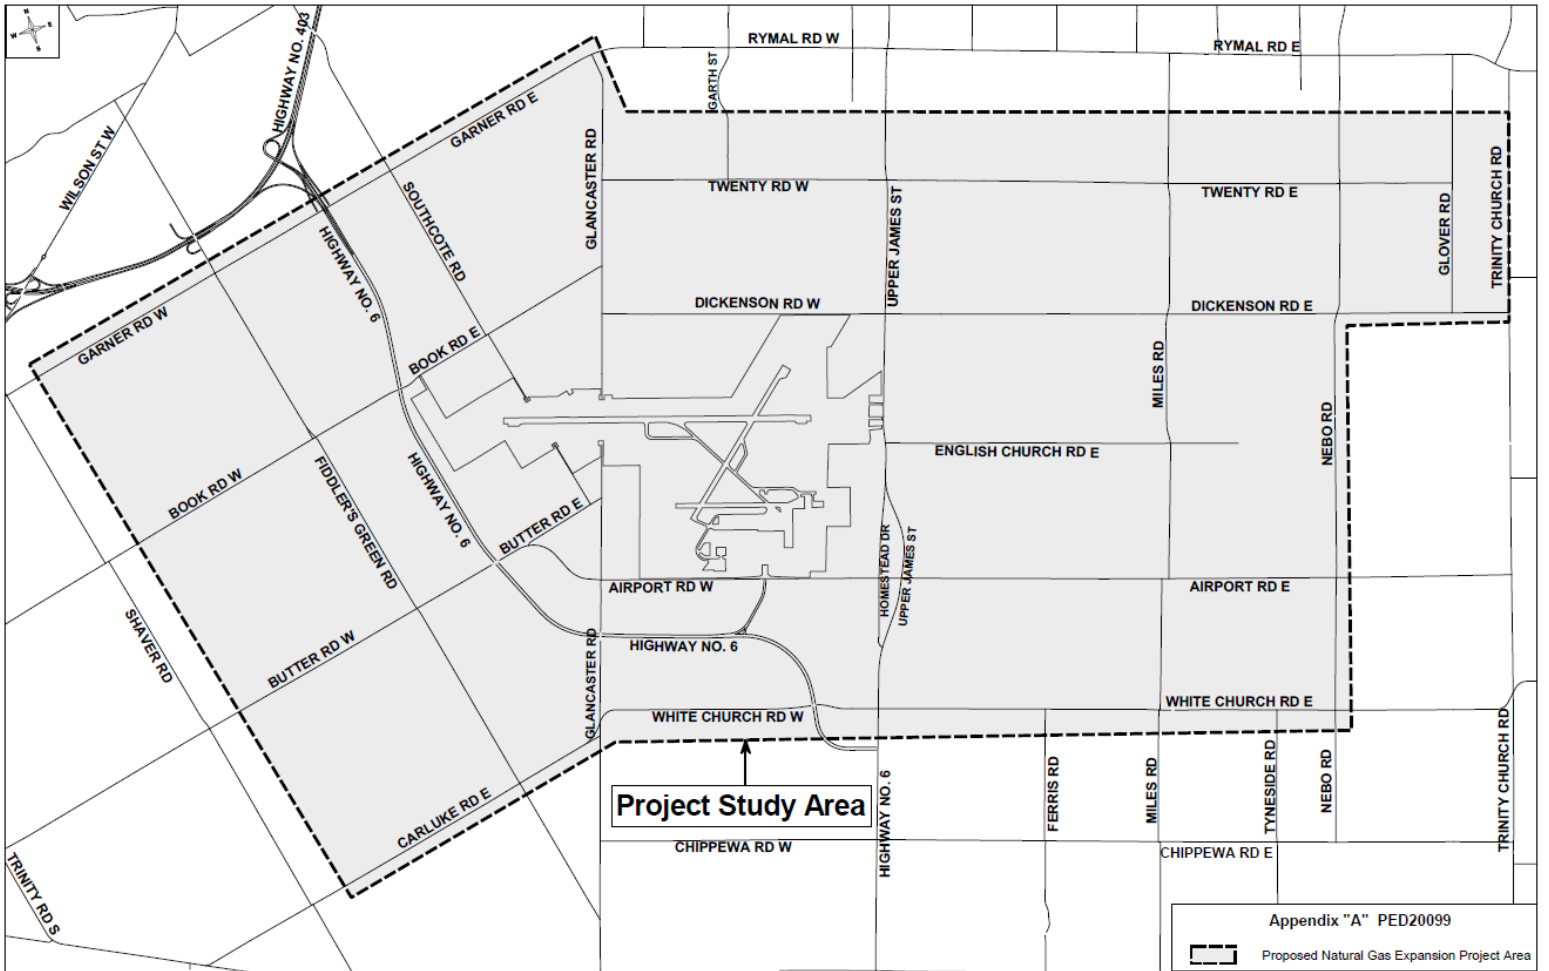 N
W
E
S
HIGHWAY NO. 403
RYMAL RD W
RYMAL RD E
GARTH ST
GARNER RD E
WILSON ST W
GLANCASTER RD
TWENTY RD W
TWENTY RD E
TRINITY CHURCH RD
SOUTHCOTE RD
UPPER JAMES ST
GLOVER RD
HIGHWAY NO. 6
DICKENSON RD W
DICKENSON RD E
GARNER RD W
BOOK RD E
MILES RD
NEBO RD
ENGLISH CHURCH RD E
BOOK RD W
FIDDLER'S GREEN RD
HIGHWAY NO. 6
BUTTER RD E
HOMESTEAD DR
UPPER JAMES ST
AIRPORT RD W
AIRPORT RD E
SHAVER RD
BUTTER RD W
GLANCASTER RD
HIGHWAY NO. 6
WHITE CHURCH RD W
WHITE CHURCH RD E
CARLUKE RD E
Project Study Area
HIGHWAY NO. 6
FERRIS RD
MILES RD
TYNESIDE RD
NEBO RD
TRINITY CHURCH RD
CHIPPEWA RD W
CHIPPEWA RD E
TRINITY RD S
Appendix "A" PED20099
Proposed Natural Gas Expansion Project Area